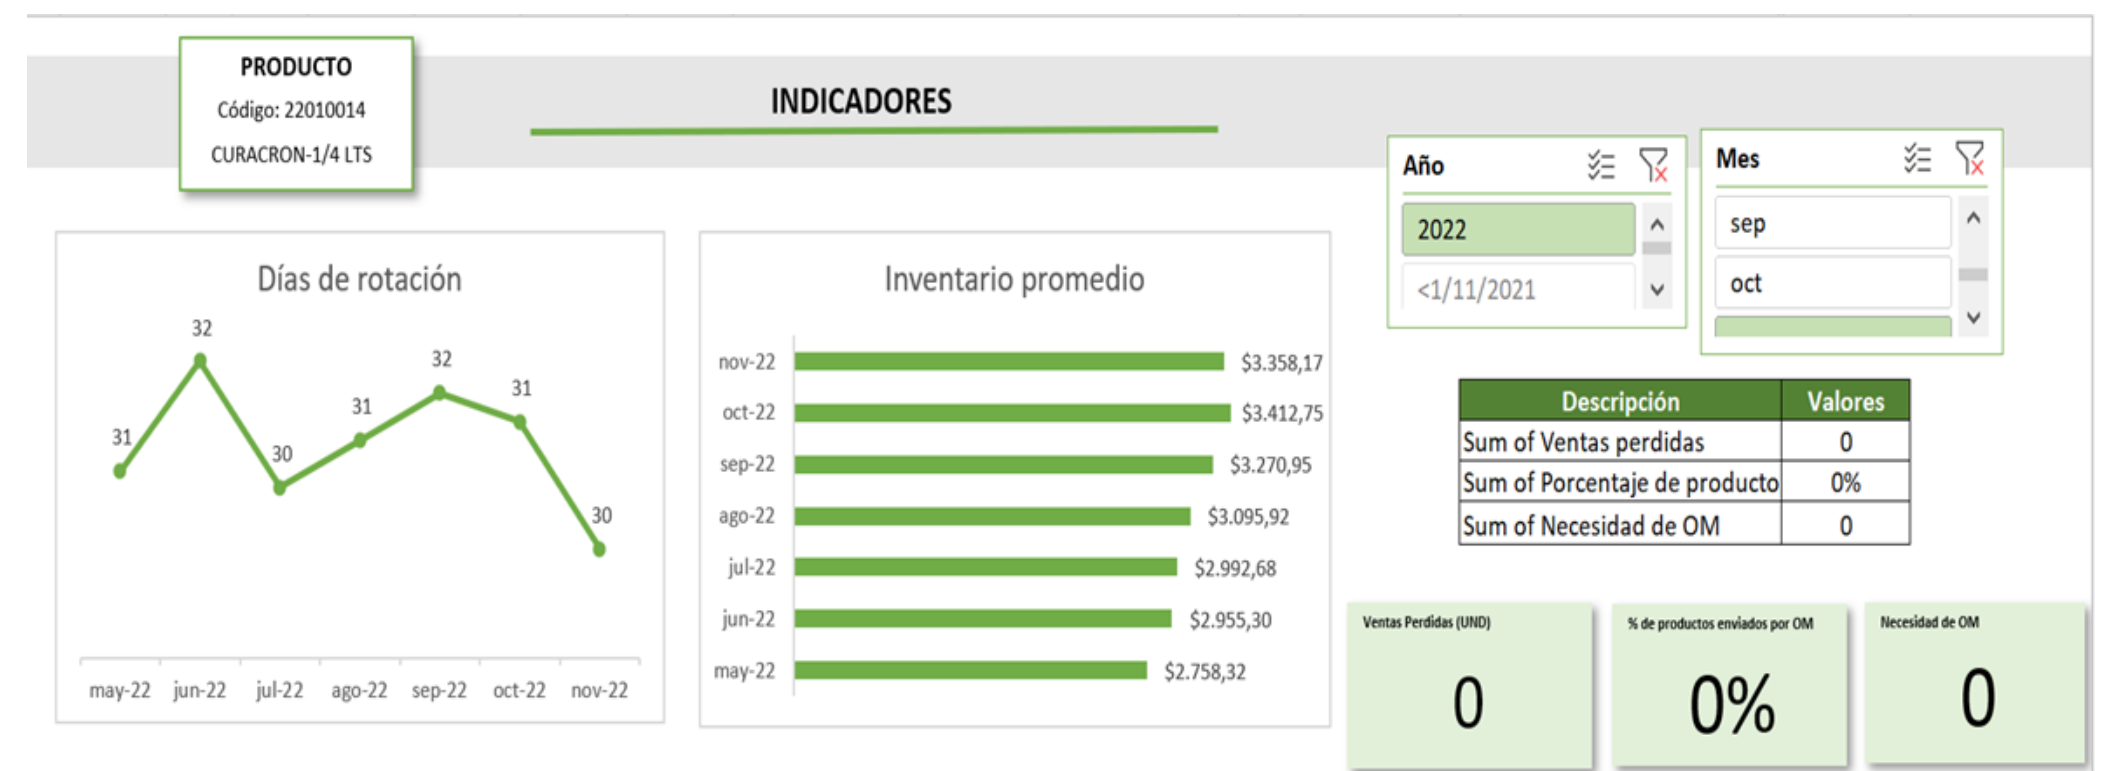 PRODUCTO
Código: 22010014
CURACRON-1/4 LTS
INDICADORES
Año
2022
<1/11/2021
Mes
sep
oct
Días de rotación
31
32
30
31
32
31
30
may-22
jun-22
jul-22
ago-22
sep-22
oct-22
nov-22
Inventario promedio
nov-22 $3.358,17
oct-22 $3.412,75
sep-22 $3.270,95
ago-22 $3.095,92
jul-22 $2.992,68
jun-22 $2.955,30
may-22 $2.758,32
Descripción Valores
Sum of Ventas perdidas 0
Sum of Porcentaje de producto 0%
Sum of Necesidad de OM 0
Ventas Perdidas (UND)
0
% de productos enviados por OM
0%
Necesidad de OM
0